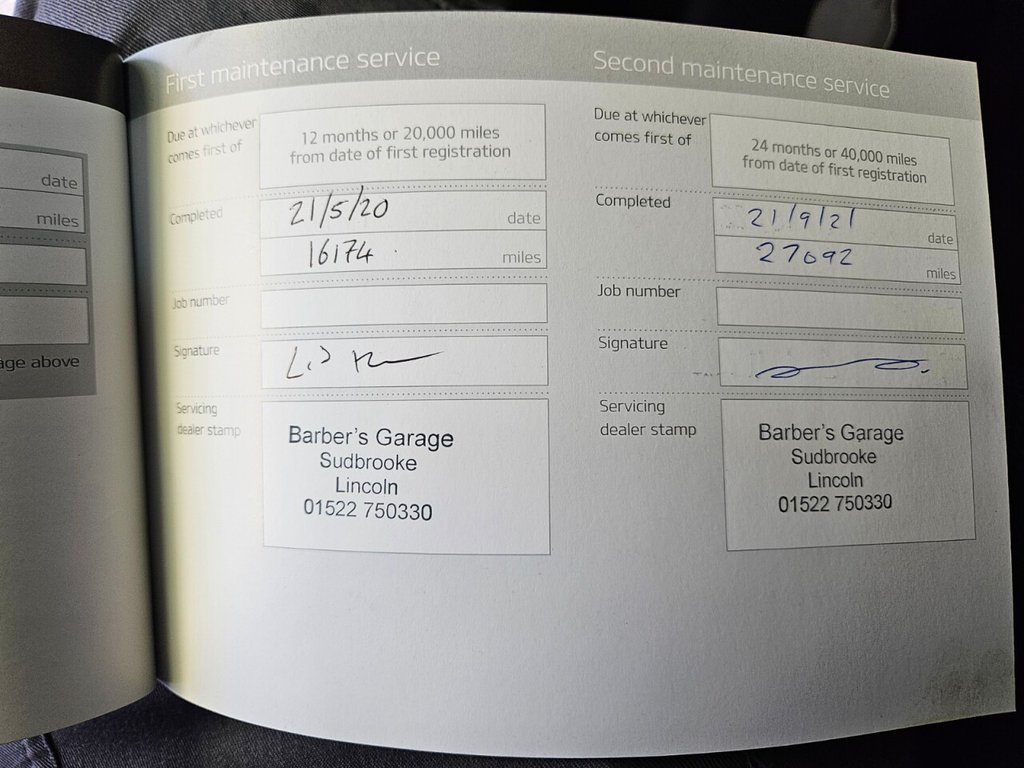 date
miles
age above
First maintenance service
Due at whichever
comes first of
12 months or 20,000 miles
from date of first registration
Completed
21/5/20
date
16174
miles
Job number
Signature
Servicing
dealer stamp
Barber's Garage
Sudbrooke
Lincoln
01522 750330
Second maintenance service
Due at whichever
comes first of
24 months or 40,000 miles
from date of first registration
Completed
21/9/21
date
27092
miles
Job number
Signature
Servicing
dealer stamp
Barber's Garage
Sudbrooke
Lincoln
01522 750330